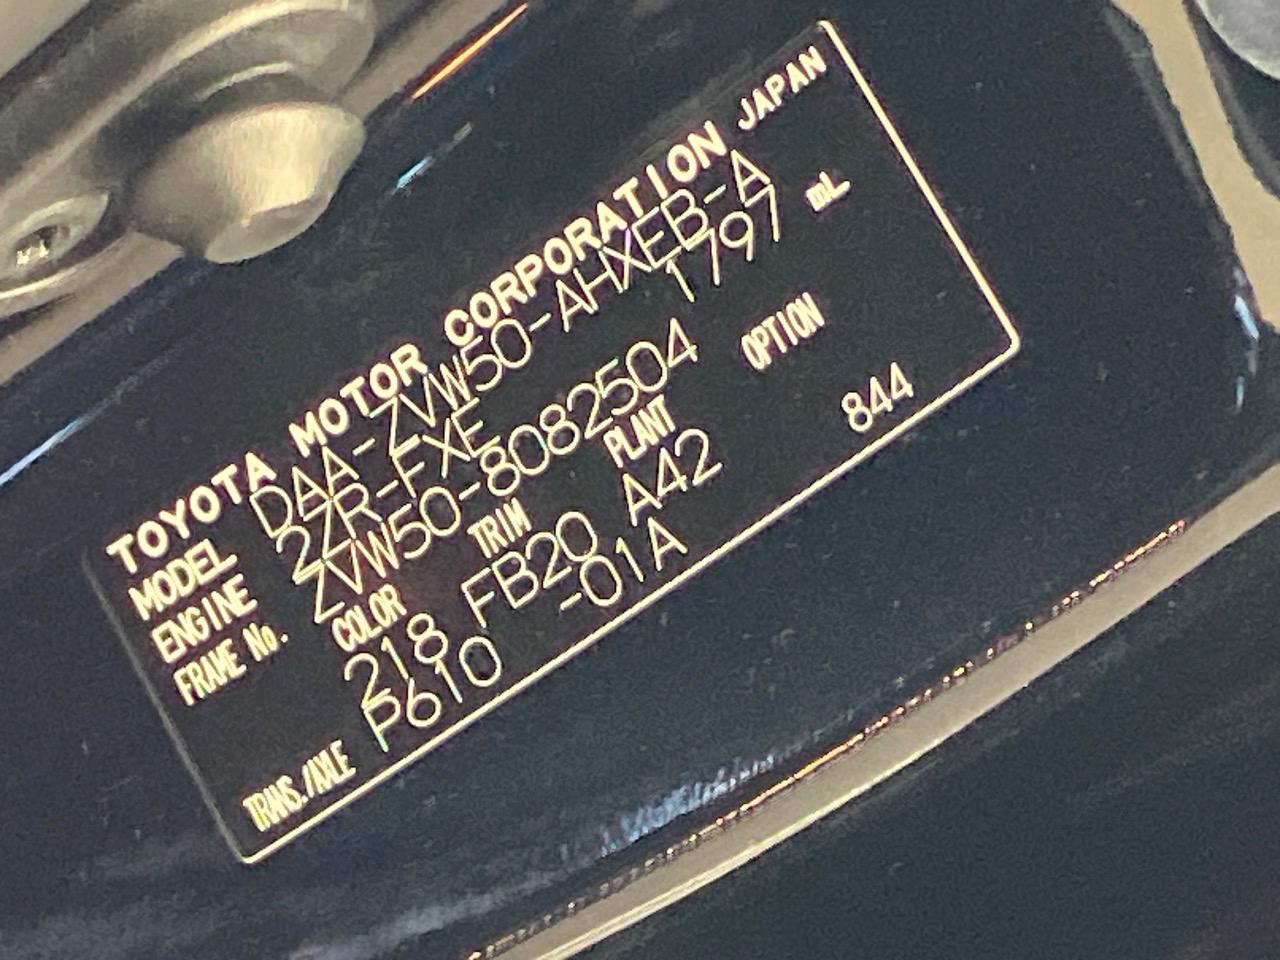 TOYOTA MOTOR CORPORATION JAPAN
MODEL DAA-ZVW50-AHXEB-A
ENGINE 2ZR-FXE 1797 mL
FRAME No. ZVW50-8082504
COLOR TRIM PLANT OPTION
218 FB20 A42 844
TRANS./AXLE P610 -01A